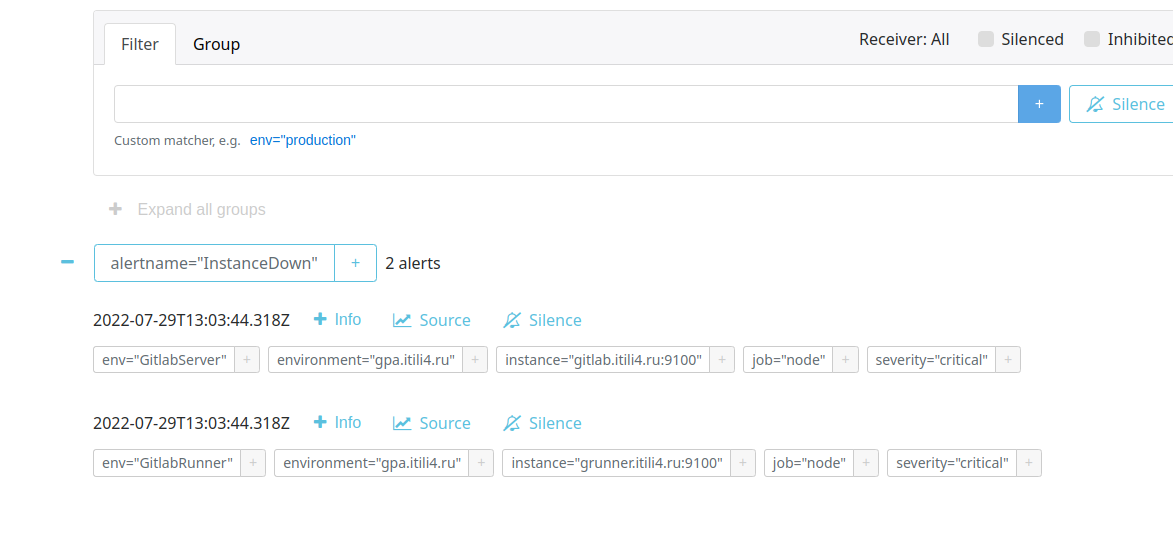 Filter Group Receiver: All Silenced Inhibited
+ Silence
Custom matcher, e.g. env="production"
+ Expand all groups
− alertname="InstanceDown" + 2 alerts
2022-07-29T13:03:44.318Z + Info Source Silence
env="GitlabServer" + environment="gpa.itili4.ru" + instance="gitlab.itili4.ru:9100" + job="node" + severity="critical" +
2022-07-29T13:03:44.318Z + Info Source Silence
env="GitlabRunner" + environment="gpa.itili4.ru" + instance="grunner.itili4.ru:9100" + job="node" + severity="critical" +